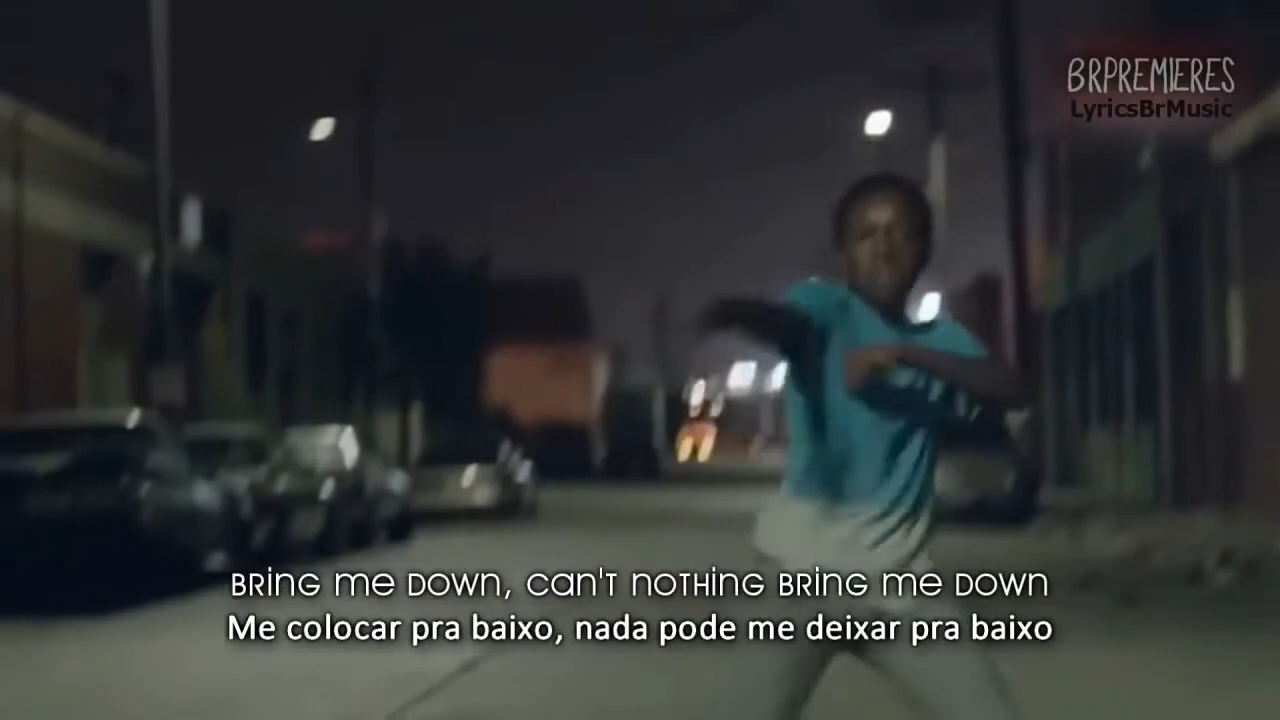 BRPREMIERES
LyricsBrMusic
BRING ME DOWN, CAN'T NOTHING BRING ME DOWN
Me colocar pra baixo, nada pode me deixar pra baixo